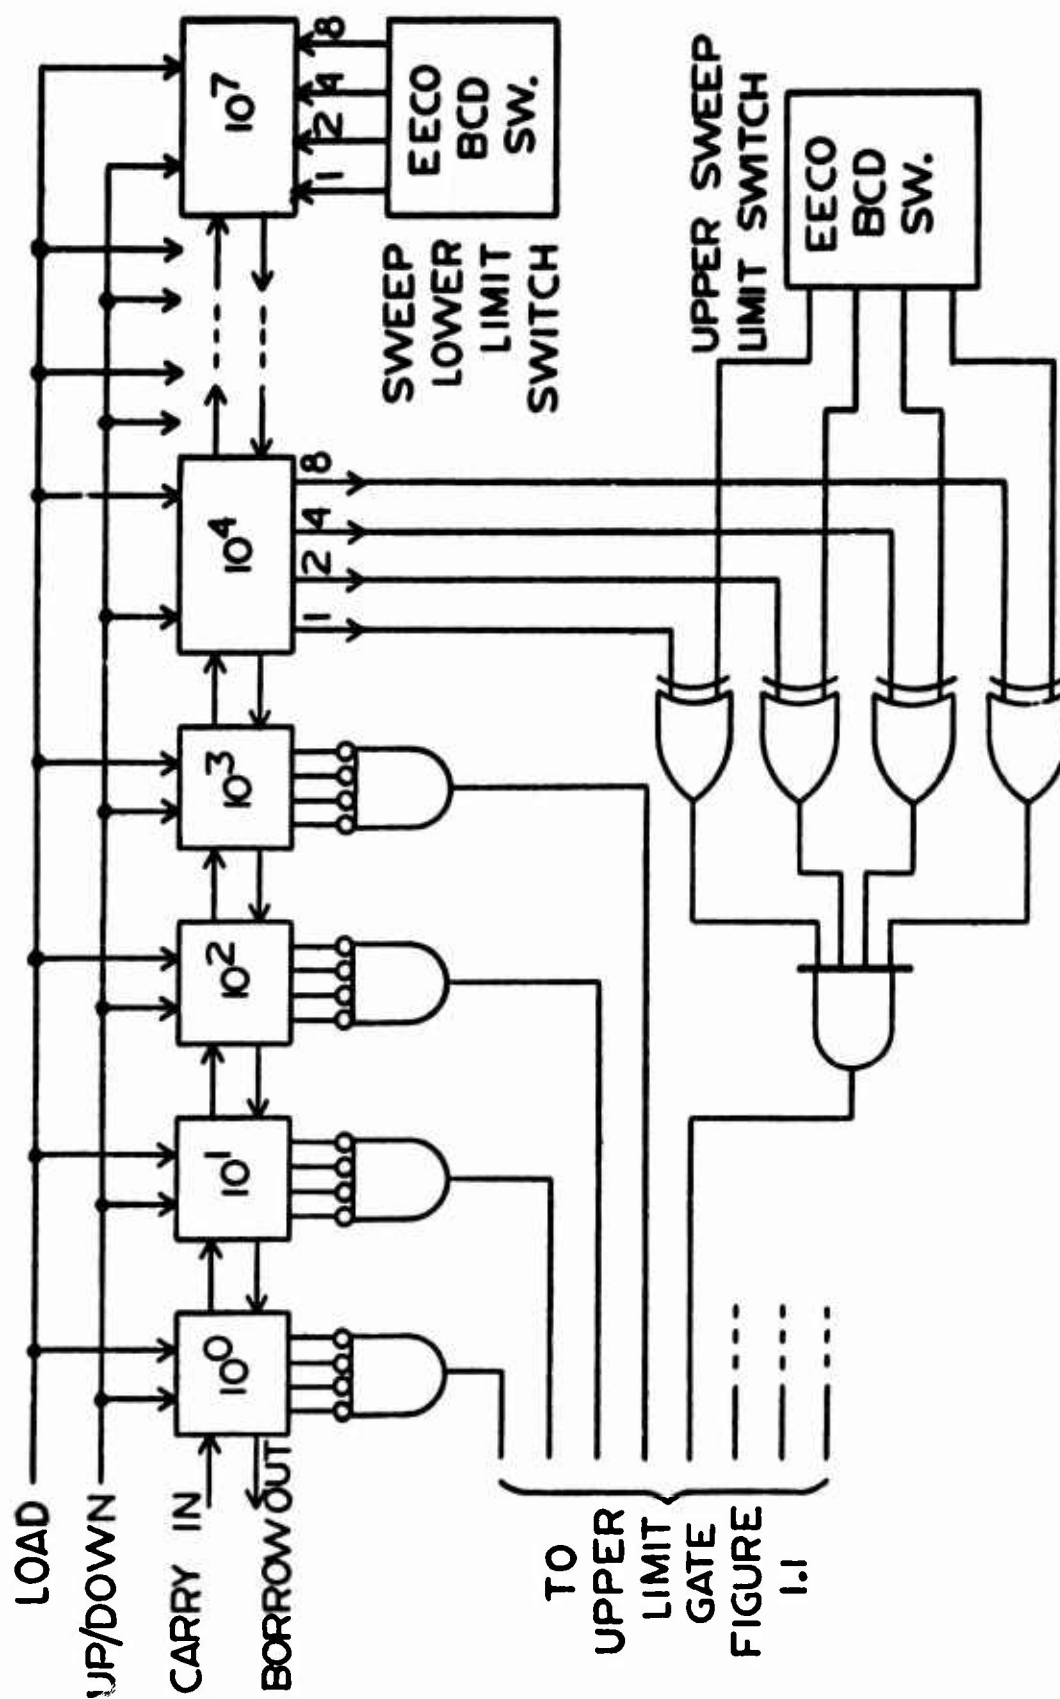 LOAD
UP/DOWN
CARRY IN
BORROW OUT
10⁰
10¹
10²
10³
10⁴
10⁷
1 2 4 8
1 2 4 8
EECO
BCD
SW.
SWEEP
LOWER
LIMIT
SWITCH
UPPER SWEEP
LIMIT SWITCH
EECO
BCD
SW.
TO
UPPER
LIMIT
GATE
FIGURE
1.1